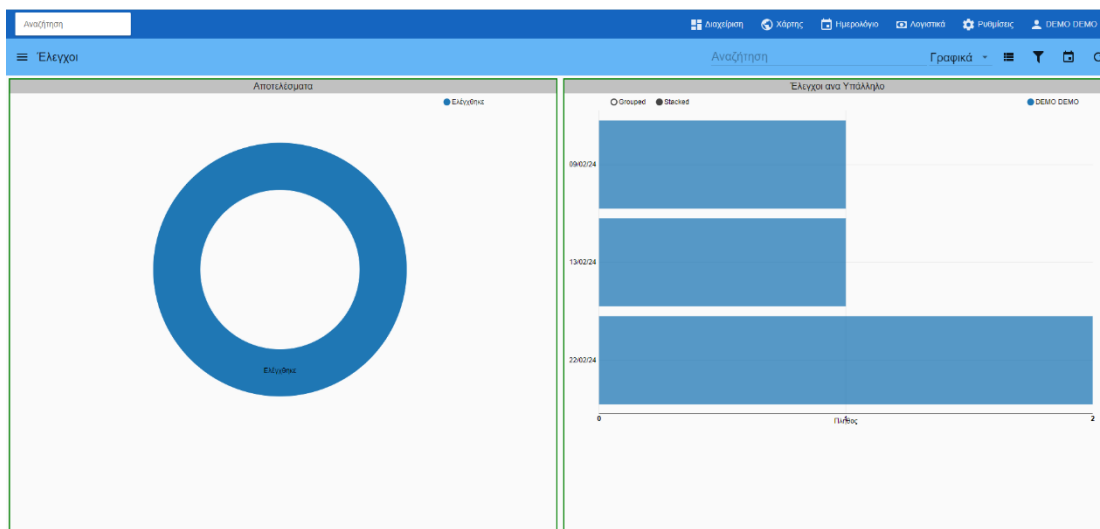 Αναζήτηση Διαχείριση Χάρτης Ημερολόγιο Λογιστικά Ρυθμίσεις DEMO DEMO
Έλεγχοι Αναζήτηση Γραφικά
Αποτελέσματα
Ελέγχθηκε
Ελέγχθηκε
Έλεγχοι ανα Υπάλληλο
Grouped Stacked DEMO DEMO
09/02/24
13/02/24
22/02/24
0 1 2
Πλήθος